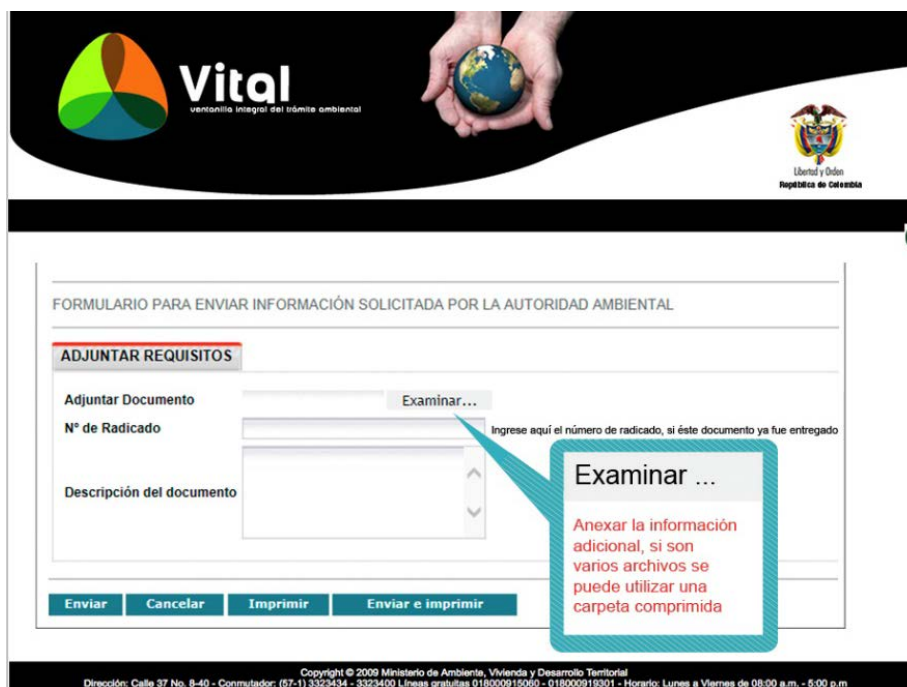 Vital
ventanilla integral del trámite ambiental
Libertad y Orden
República de Colombia
FORMULARIO PARA ENVIAR INFORMACIÓN SOLICITADA POR LA AUTORIDAD AMBIENTAL
ADJUNTAR REQUISITOS
Adjuntar Documento
Examinar...
Nº de Radicado
Ingrese aquí el número de radicado, si éste documento ya fue entregado
Descripción del documento
Examinar ...
Anexar la información
adicional, si son
varios archivos se
puede utilizar una
carpeta comprimida
Enviar
Cancelar
Imprimir
Enviar e imprimir
Copyright © 2009 Ministerio de Ambiente, Vivienda y Desarrollo Territorial
Dirección: Calle 37 No. 8-40 - Conmutador: (57-1) 3323434 - 3323400 Líneas gratuitas 018000915060 - 018000919301 - Horario: Lunes a Viernes de 08:00 a.m. - 5:00 p.m